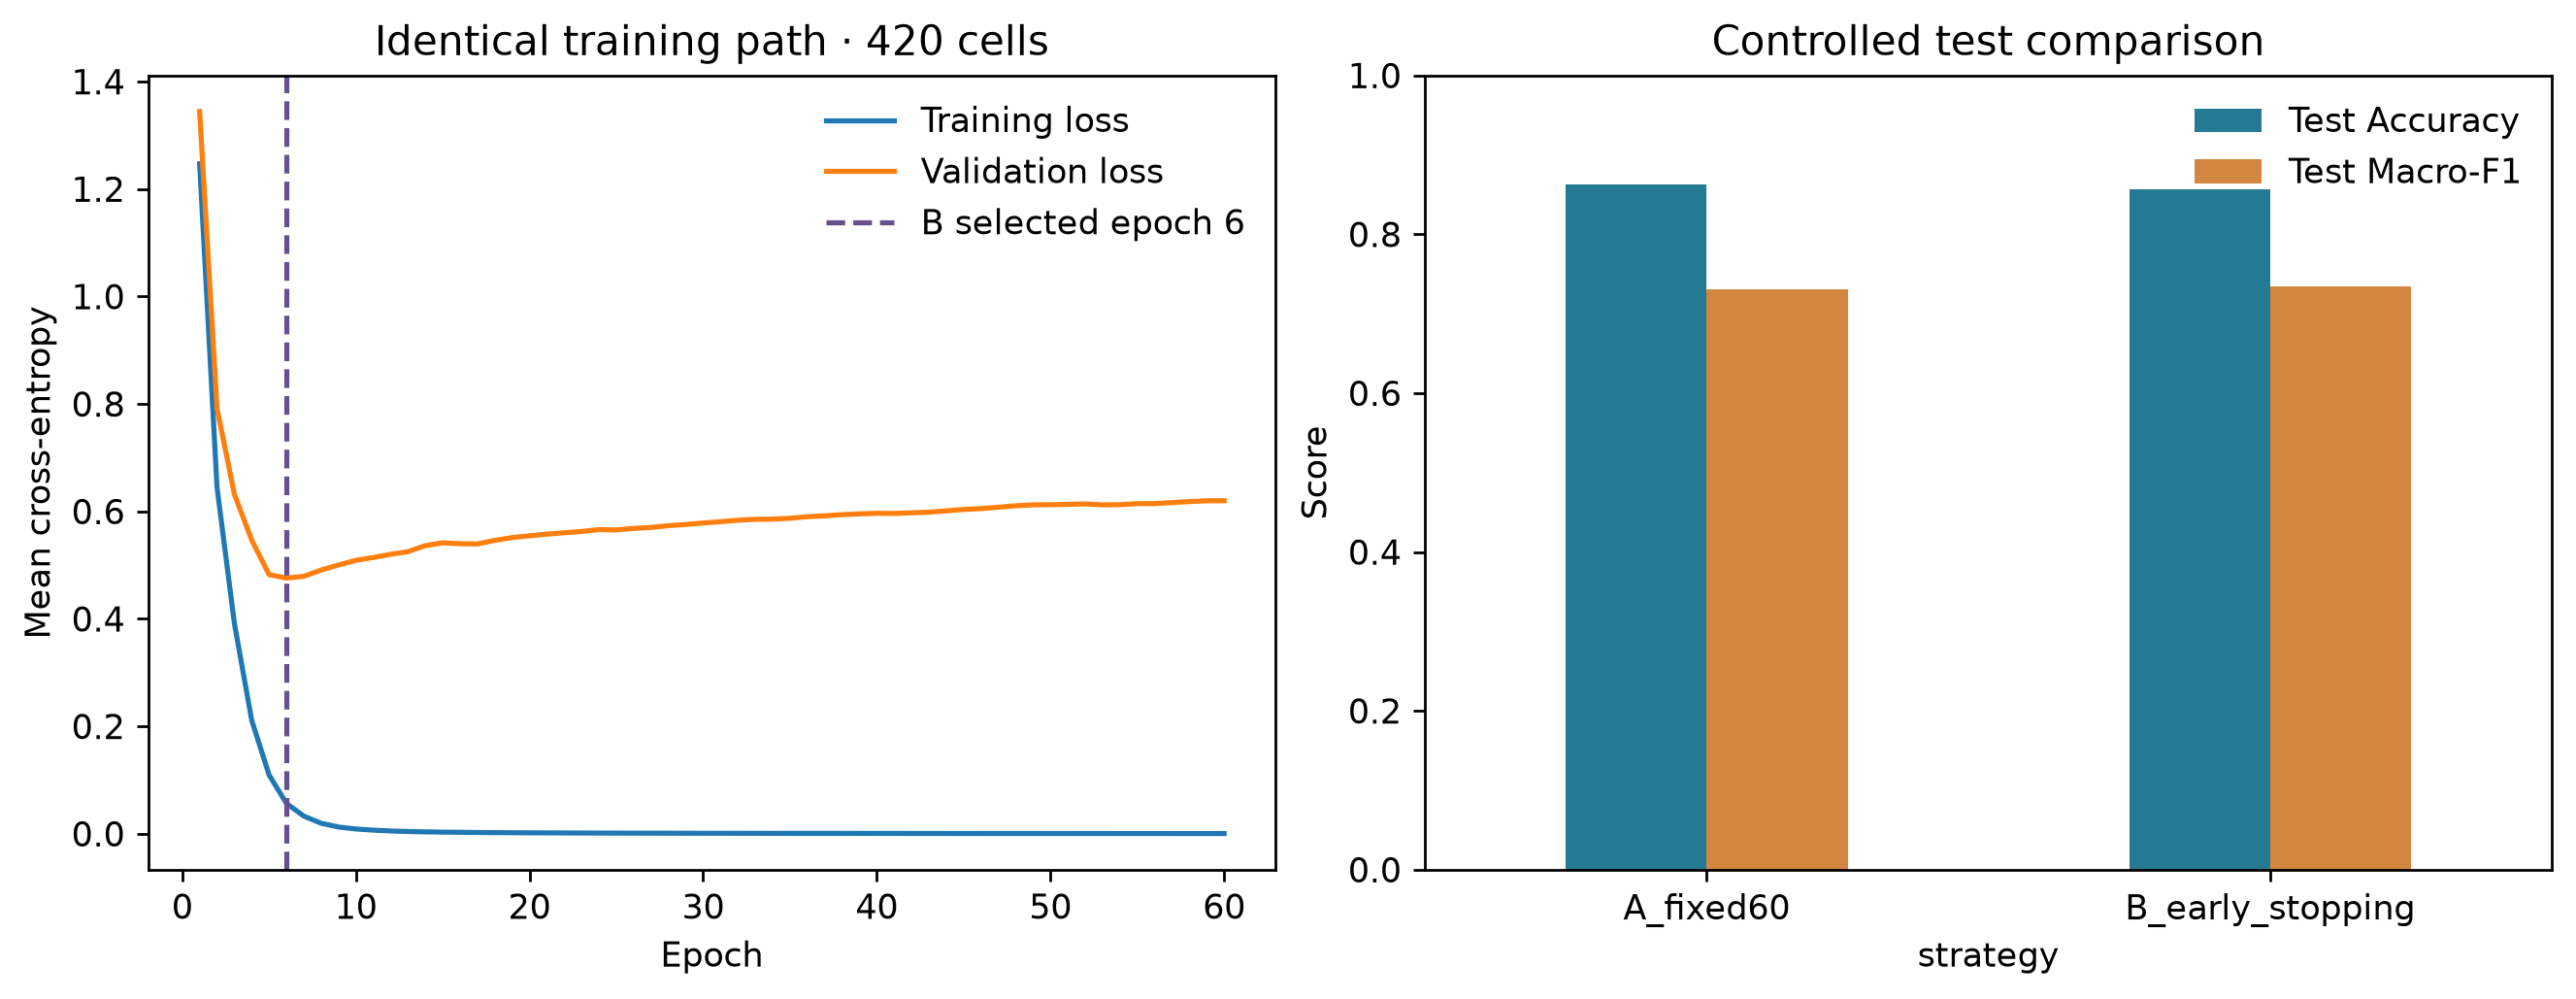 Identical training path · 420 cells
Mean cross-entropy
1.4
1.2
1.0
0.8
0.6
0.4
0.2
0.0
Training loss
Validation loss
B selected epoch 6
0 10 20 30 40 50 60
Epoch
Controlled test comparison
Score
1.0
0.8
0.6
0.4
0.2
0.0
Test Accuracy
Test Macro-F1
A_fixed60 B_early_stopping
strategy